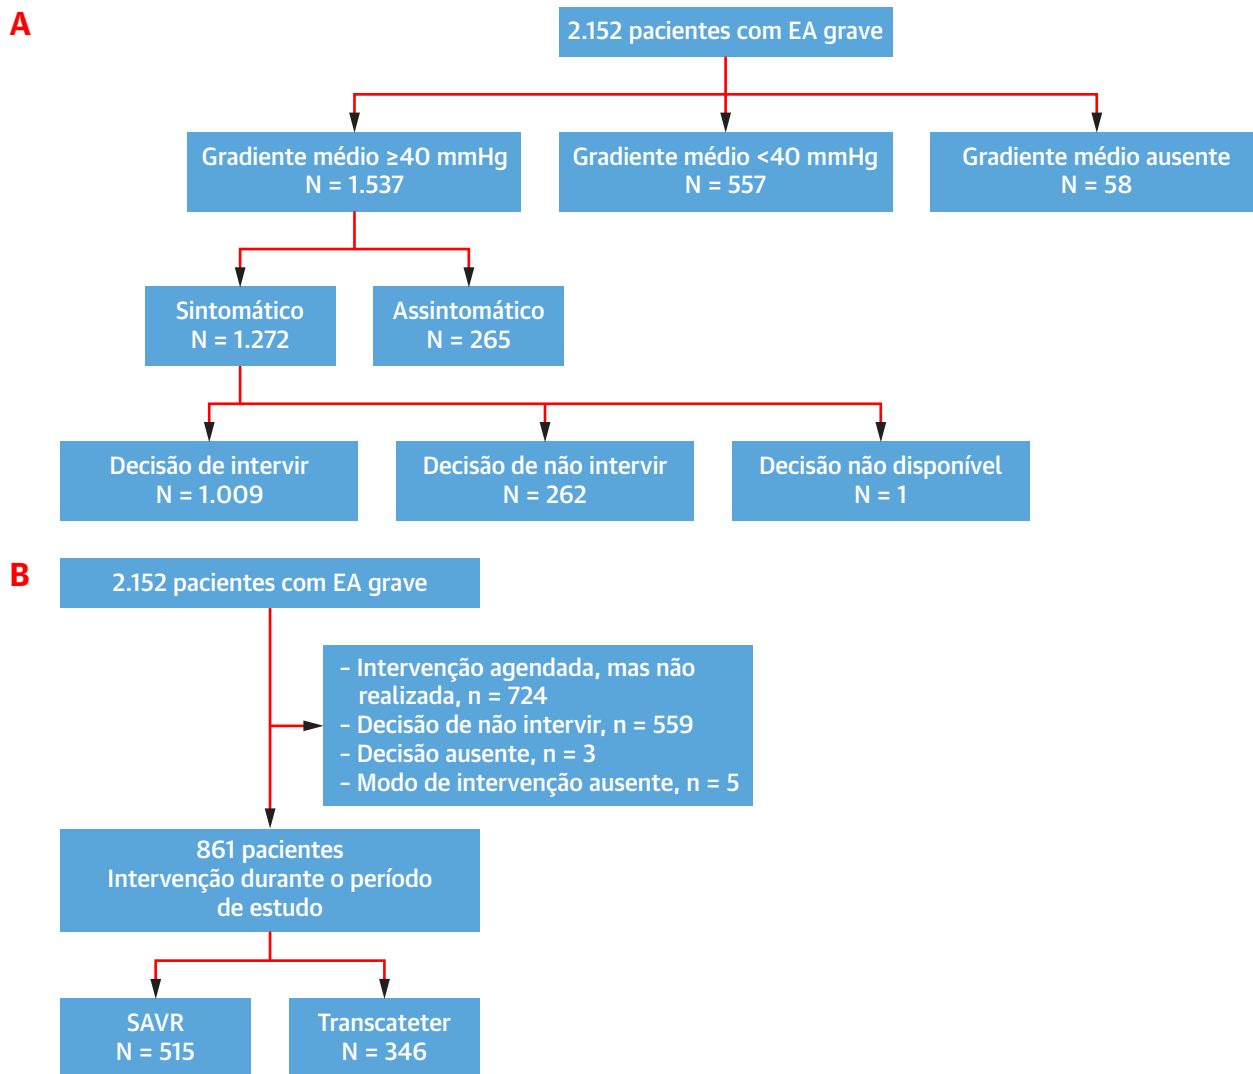 A
2.152 pacientes com EA grave
Gradiente médio ≥40 mmHg
N = 1.537
Gradiente médio <40 mmHg
N = 557
Gradiente médio ausente
N = 58
Sintomático
N = 1.272
Assintomático
N = 265
Decisão de intervir
N = 1.009
Decisão de não intervir
N = 262
Decisão não disponível
N = 1
B
2.152 pacientes com EA grave
– Intervenção agendada, mas não
realizada, n = 724
– Decisão de não intervir, n = 559
– Decisão ausente, n = 3
– Modo de intervenção ausente, n = 5
861 pacientes
Intervenção durante o período
de estudo
SAVR
N = 515
Transcateter
N = 346